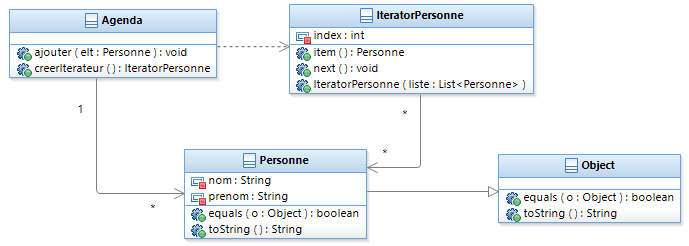 Agenda
ajouter ( elt : Personne ) : void
creerIterateur ( ) : IteratorPersonne
IteratorPersonne
index : int
item ( ) : Personne
next ( ) : void
IteratorPersonne ( liste : List<Personne> )
1
*
*
*
Personne
nom : String
prenom : String
equals ( o : Object ) : boolean
toString ( ) : String
Object
equals ( o : Object ) : boolean
toString ( ) : String